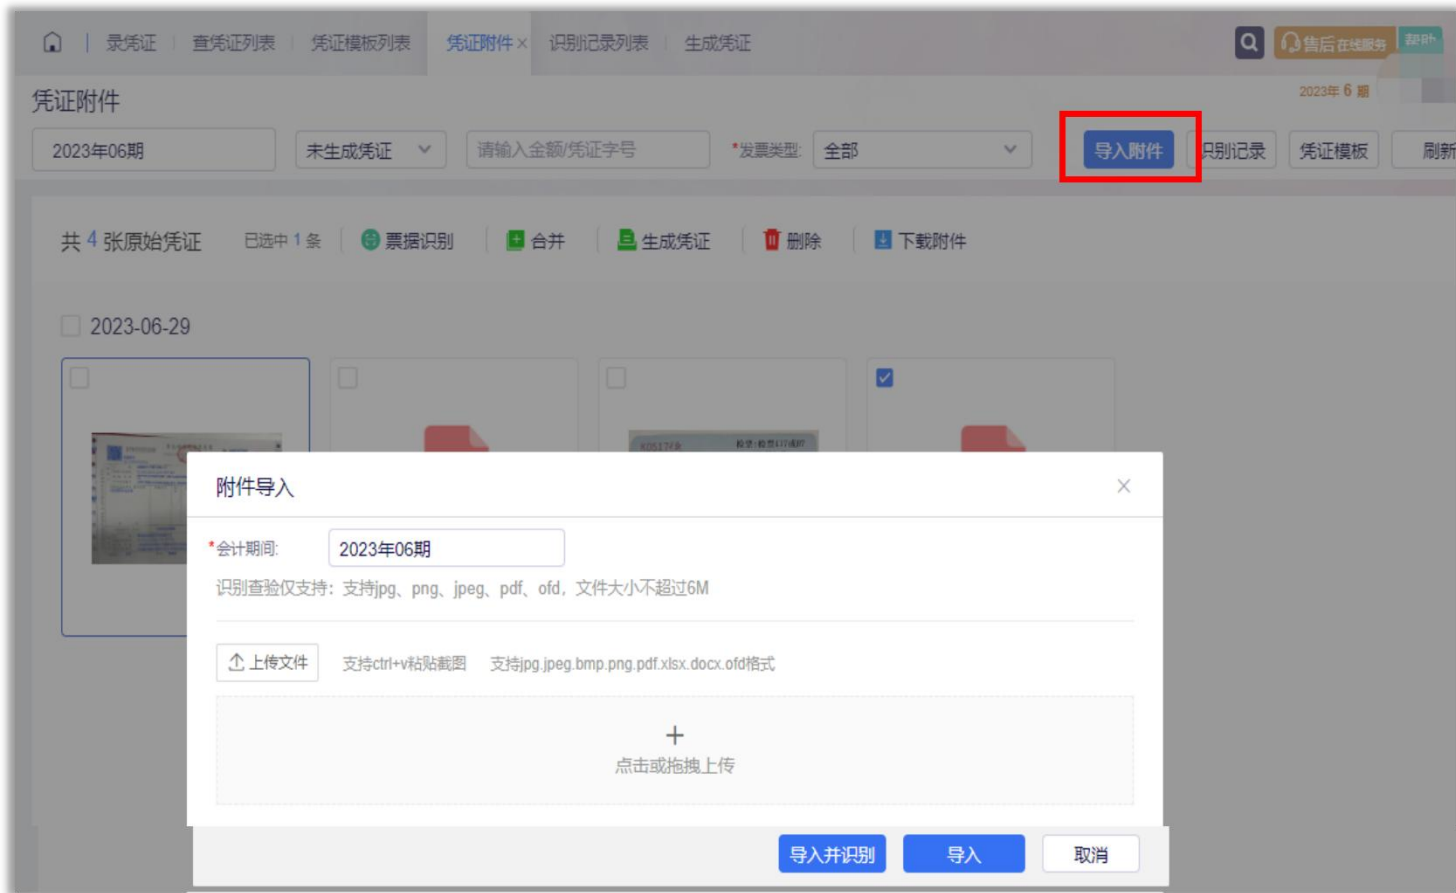 录凭证 查凭证列表 凭证模板列表 凭证附件× 识别记录列表 生成凭证 售后在线服务 帮助
凭证附件 2023年 6 期
2023年06期 未生成凭证 请输入金额/凭证字号 *发票类型: 全部 导入附件 识别记录 凭证模板 刷新
共 4 张原始凭证 已选中 1 条 票据识别 合并 生成凭证 删除 下载附件
2023-06-29
附件导入
*会计期间: 2023年06期
识别查验仅支持：支持jpg、png、jpeg、pdf、ofd，文件大小不超过6M
上传文件 支持ctrl+v粘贴截图 支持jpg.jpeg.bmp.png.pdf.xlsx.docx.ofd格式
点击或拖拽上传
导入并识别 导入 取消